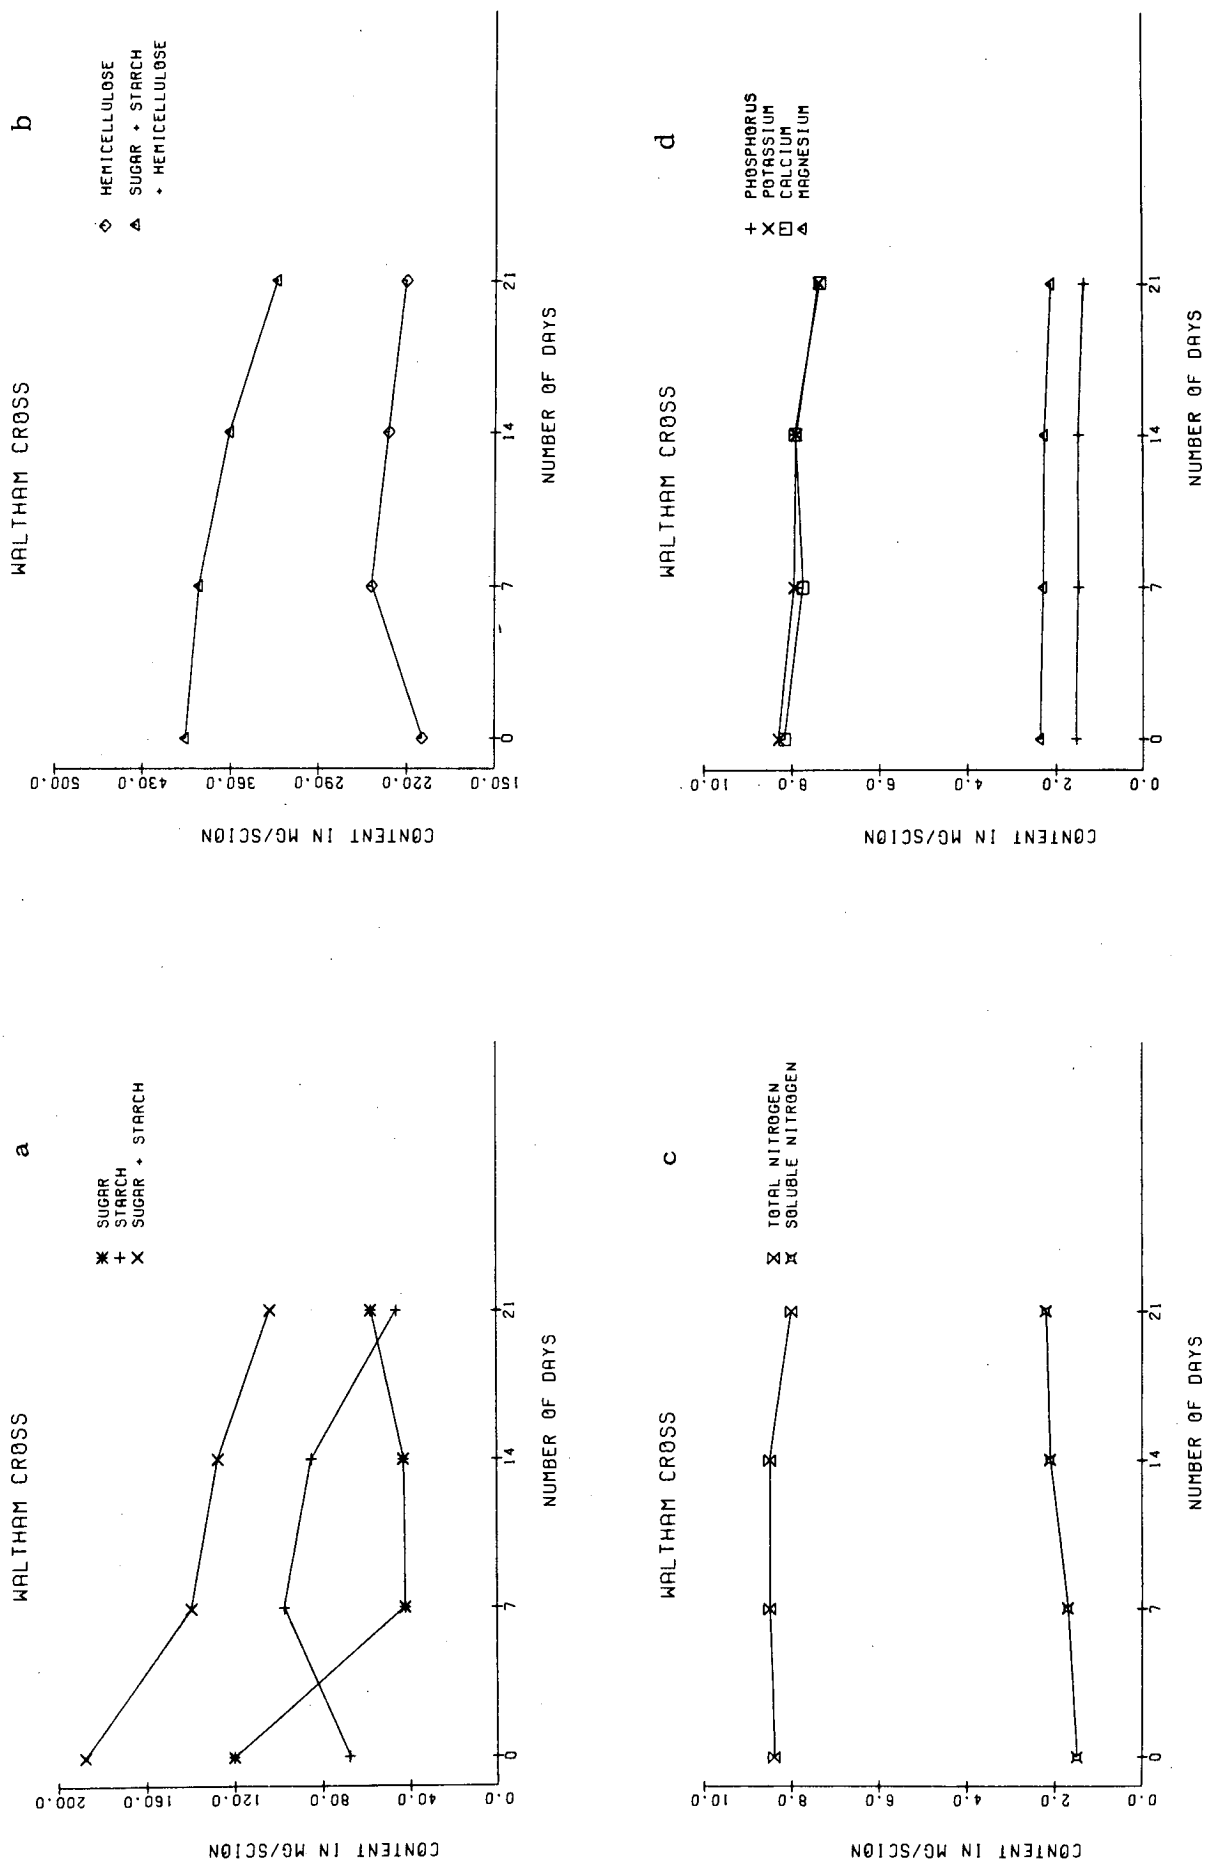 a
WALTHAM CROSS
✳ SUGAR
+ STARCH
× SUGAR + STARCH
CONTENT IN MG/SCION
200.0
160.0
120.0
80.0
40.0
0.0
0 7 14 21
NUMBER OF DAYS
b
WALTHAM CROSS
HEMICELLULOSE
SUGAR + STARCH
+ HEMICELLULOSE
CONTENT IN MG/SCION
500.0
430.0
360.0
290.0
220.0
150.0
0 7 14 21
NUMBER OF DAYS
c
WALTHAM CROSS
TOTAL NITROGEN
SOLUBLE NITROGEN
CONTENT IN MG/SCION
10.0
8.0
6.0
4.0
2.0
0.0
0 7 14 21
NUMBER OF DAYS
d
WALTHAM CROSS
+ PHOSPHORUS
× POTASSIUM
CALCIUM
MAGNESIUM
CONTENT IN MG/SCION
10.0
8.0
6.0
4.0
2.0
0.0
0 7 14 21
NUMBER OF DAYS